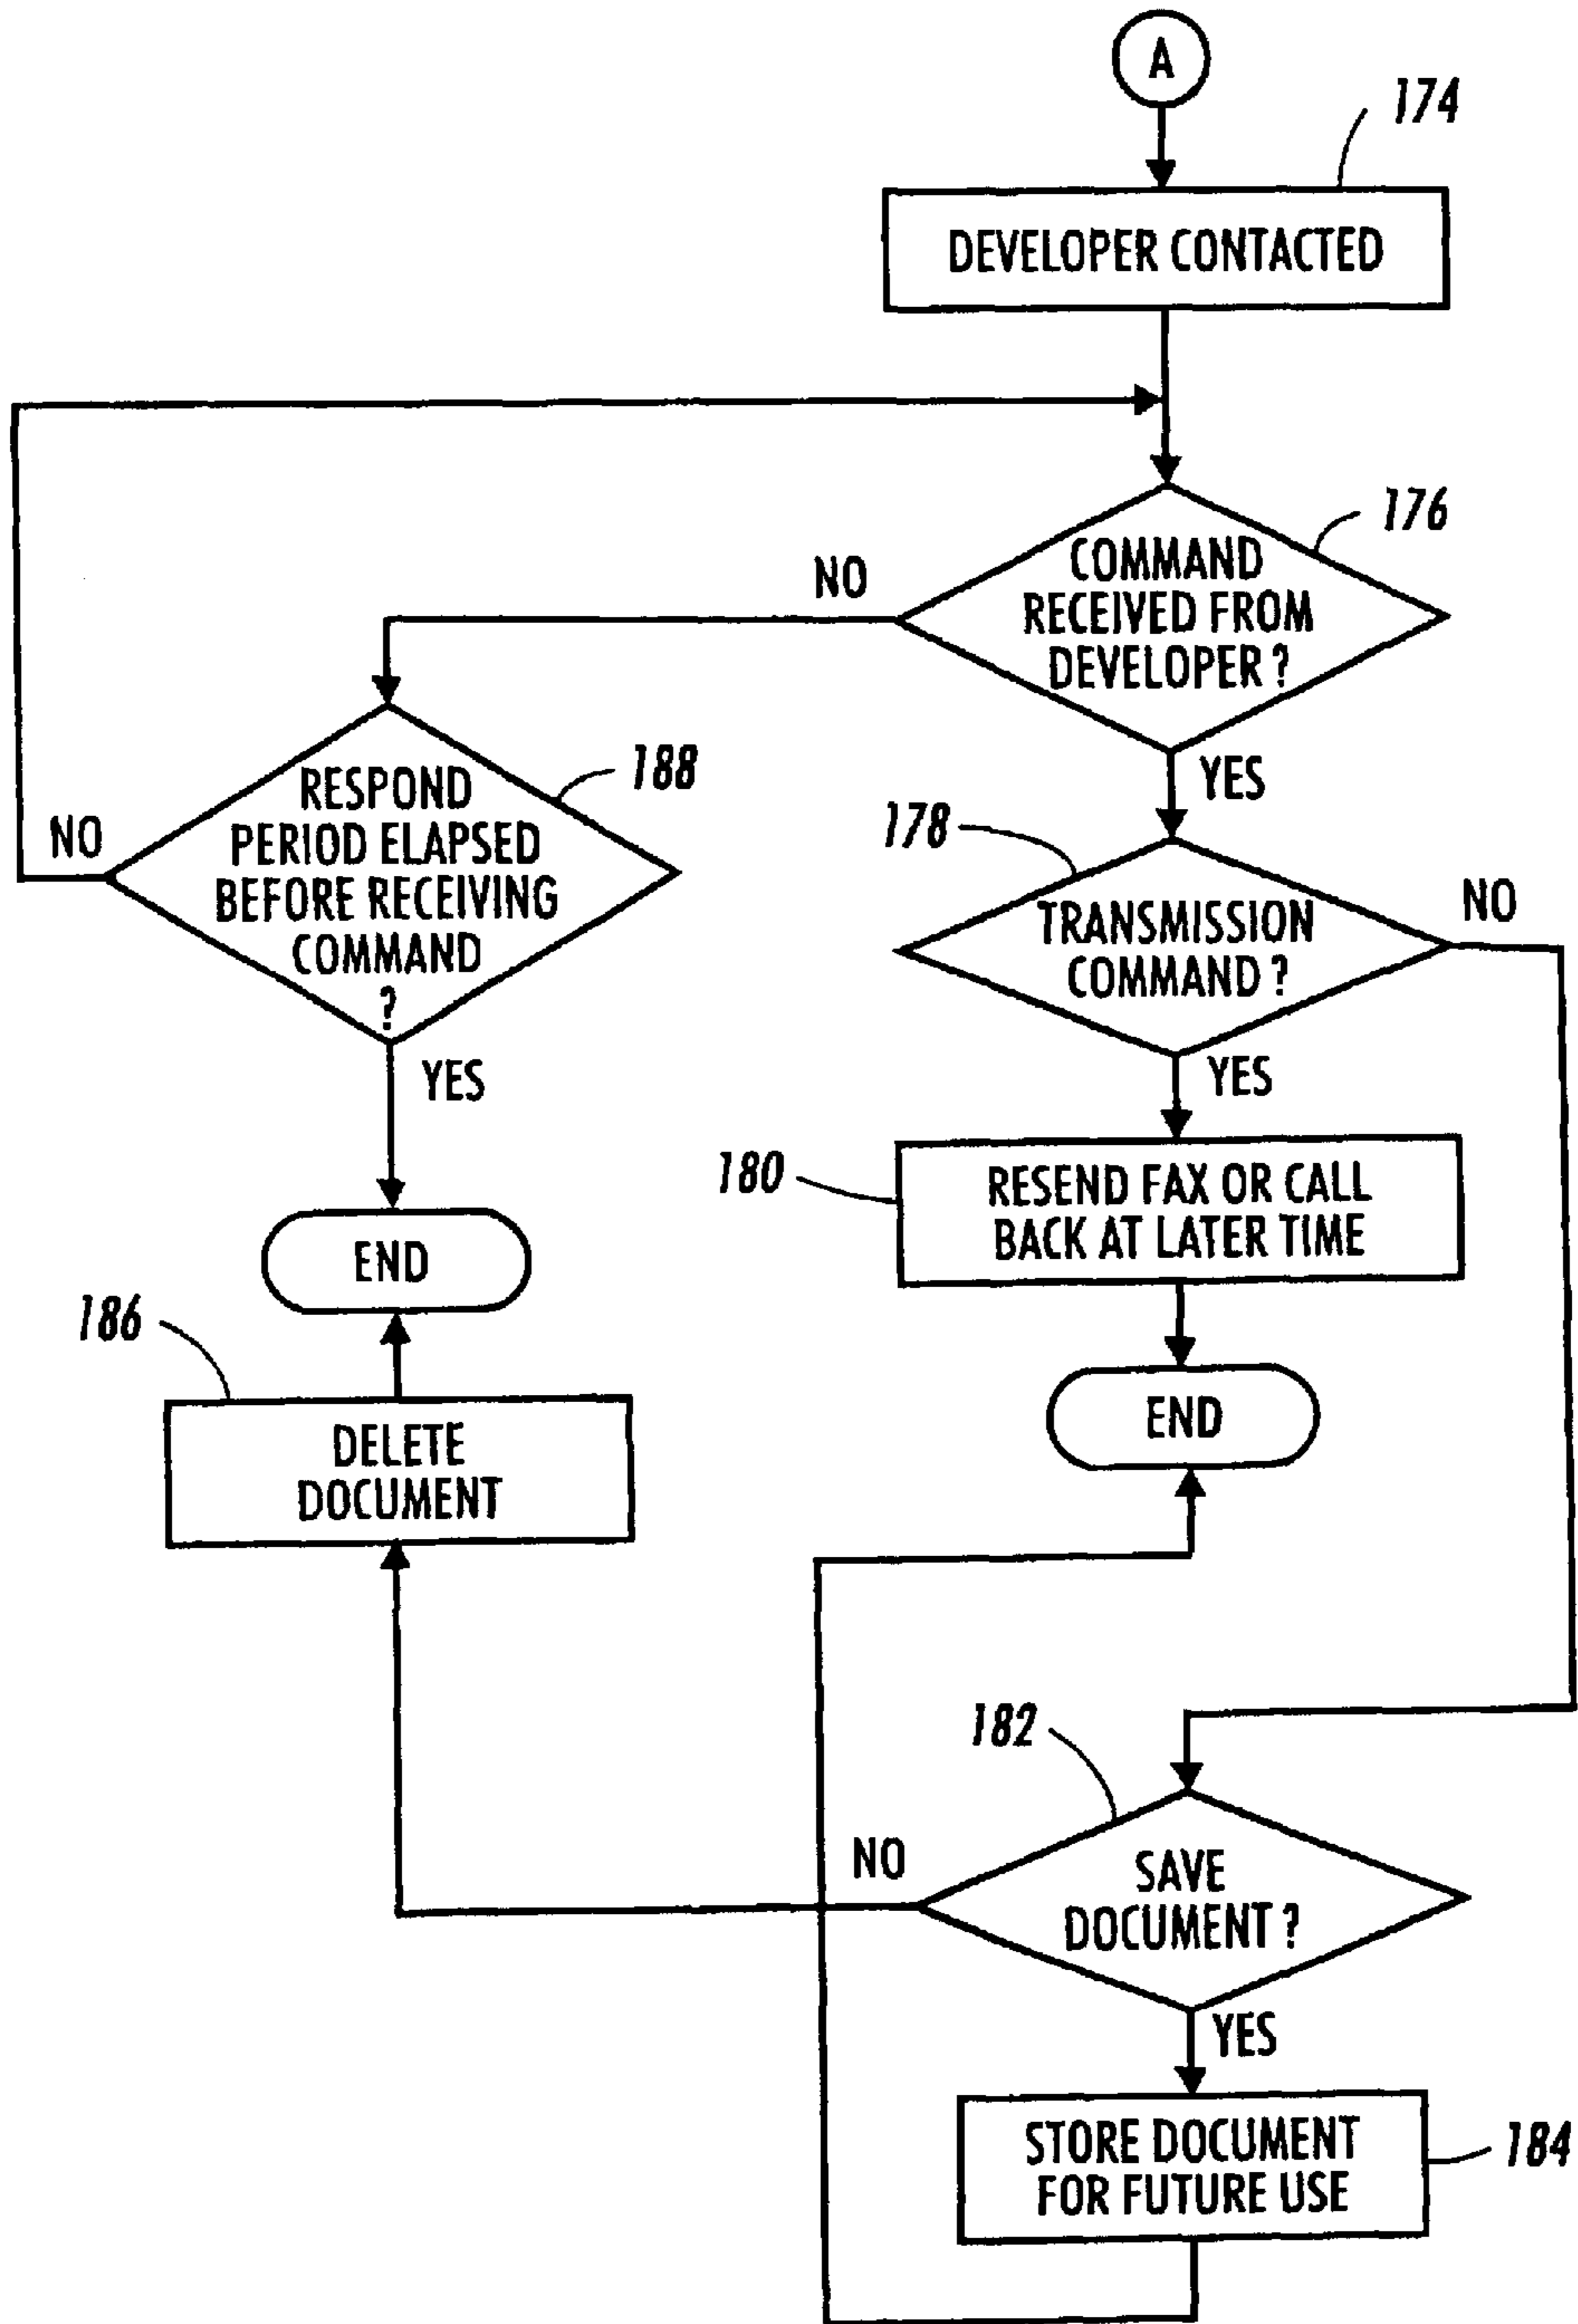 A
174
DEVELOPER CONTACTED
176
COMMAND
RECEIVED FROM
DEVELOPER ?
NO
YES
188
RESPOND
PERIOD ELAPSED
BEFORE RECEIVING
COMMAND
?
NO
YES
178
TRANSMISSION
COMMAND ?
NO
YES
180
RESEND FAX OR CALL
BACK AT LATER TIME
END
END
186
DELETE
DOCUMENT
182
SAVE
DOCUMENT ?
NO
YES
STORE DOCUMENT
FOR FUTURE USE
184